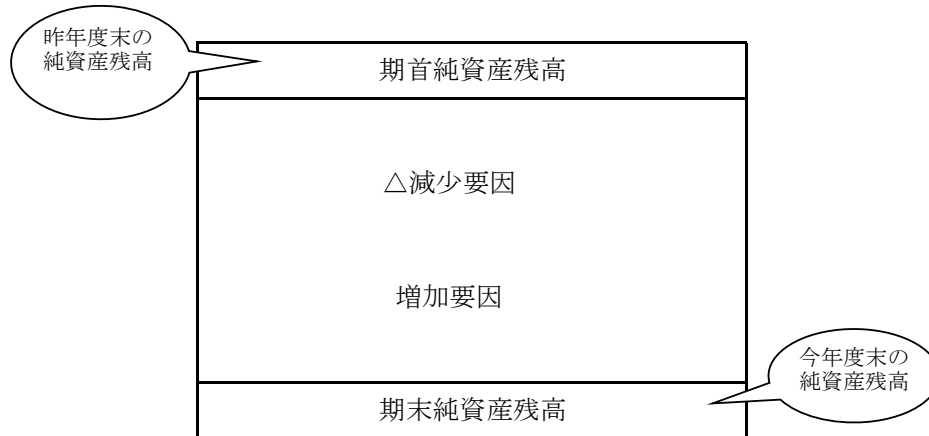 昨年度末の
純資産残高
期首純資産残高
△減少要因
増加要因
今年度末の
純資産残高
期末純資産残高